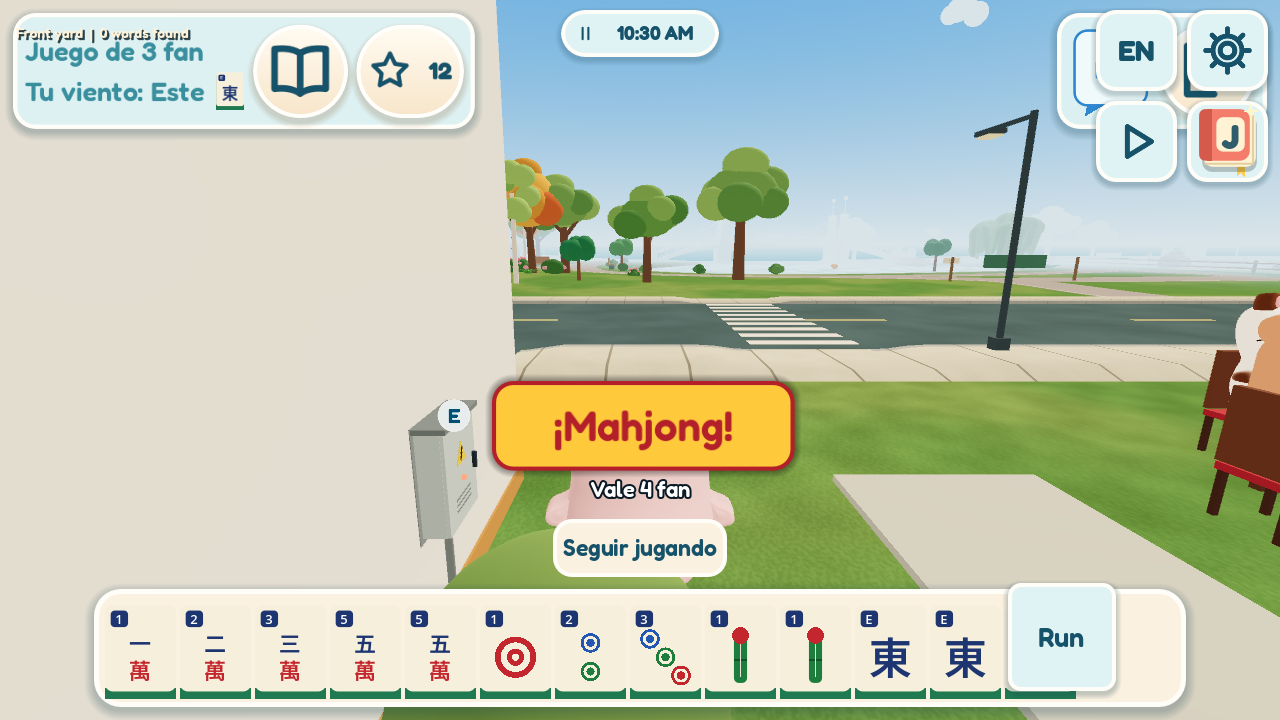 Front yard | 0 words found
Juego de 3 fan
Tu viento: Este 東
12
10:30 AM
EN
J
E
¡Mahjong!
Vale 4 fan
Seguir jugando
1 2 3 5 5 1 2 3 1 1 E E
一 二 三 五 五 東 東
萬 萬 萬 萬 萬
Run